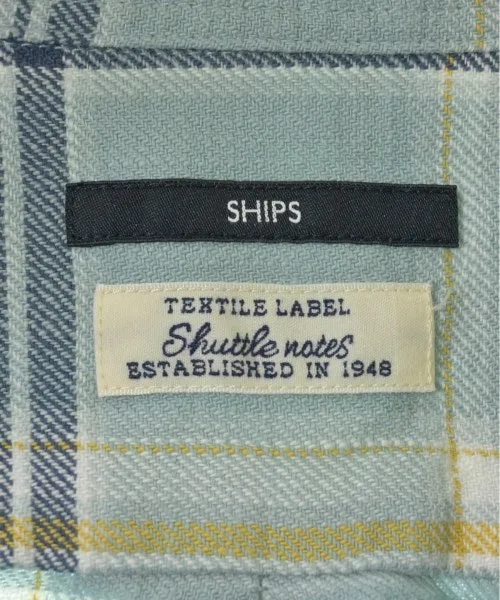 SHIPS
TEXTILE LABEL
Shuttle notes
ESTABLISHED IN 1948